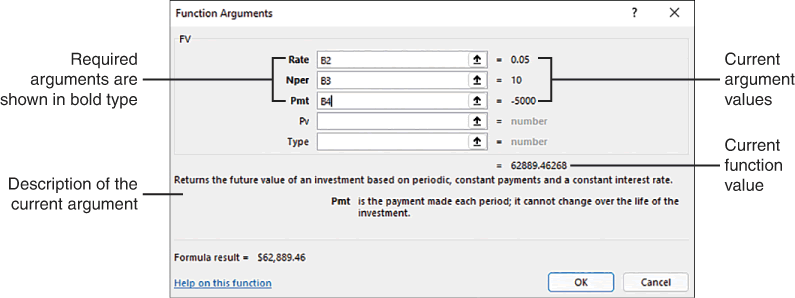 Function Arguments
? ×
FV
Rate B2 = 0.05
Nper B3 = 10
Pmt B4 = -5000
Pv = number
Type = number
= 62889.46268
Returns the future value of an investment based on periodic, constant payments and a constant interest rate.
Pmt is the payment made each period; it cannot change over the life of the
investment.
Formula result = $62,889.46
Help on this function
OK Cancel
Required
arguments are
shown in bold type
Description of the
current argument
Current
argument
values
Current
function
value